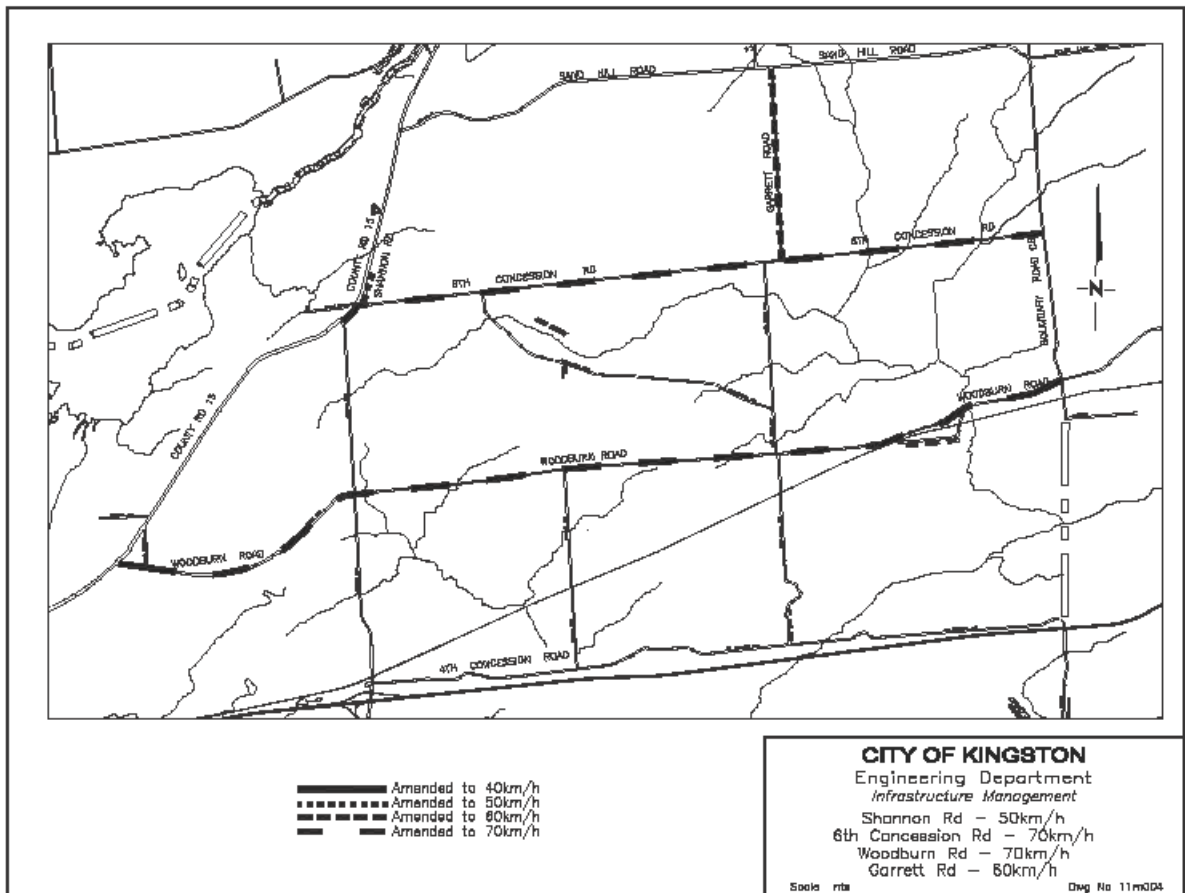 SAND HILL ROAD
SAND HILL ROAD
GARRETT ROAD
COUNTY RD 15
SHANNON RD
6TH CONCESSION RD
6TH CONCESSION RD
BOUNDARY ROAD
N
WOODBURN ROAD
COUNTY RD 15
WOODBURN ROAD
WOODBURN ROAD
4TH CONCESSION ROAD
Amended to 40km/h
Amended to 50km/h
Amended to 60km/h
Amended to 70km/h
CITY OF KINGSTON
Engineering Department
Infrastructure Management
Shannon Rd - 50km/h
6th Concession Rd - 70km/h
Woodburn Rd - 70km/h
Garrett Rd - 60km/h
Scale nts
Dwg No 11m004